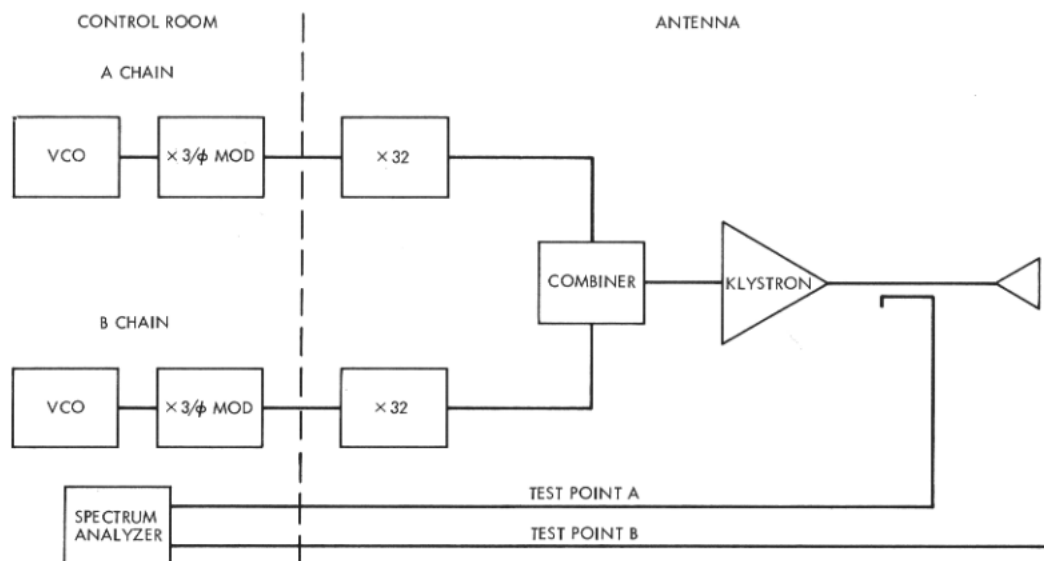 CONTROL ROOM
ANTENNA
A CHAIN
VCO
×3/ϕ MOD
×32
COMBINER
KLYSTRON
B CHAIN
VCO
×3/ϕ MOD
×32
TEST POINT A
SPECTRUM
ANALYZER
TEST POINT B